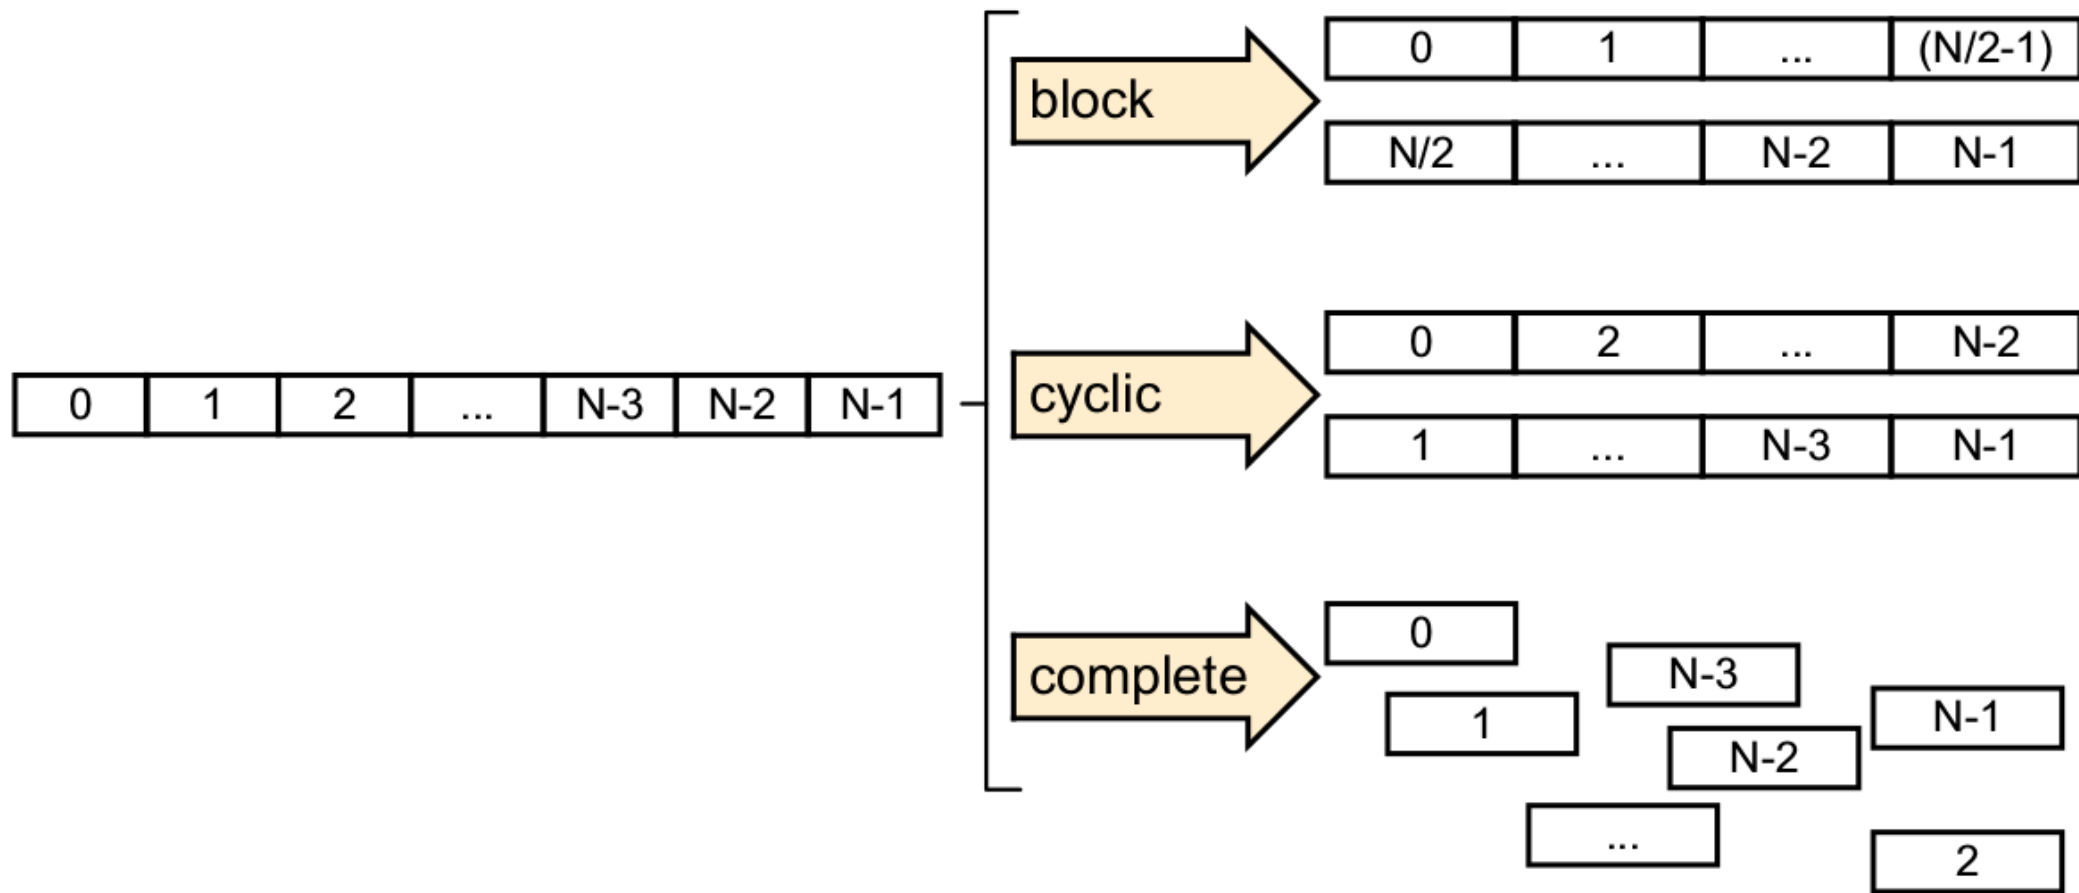 0 1 2 ... N-3 N-2 N-1
block
0 1 ... (N/2-1)
N/2 ... N-2 N-1
cyclic
0 2 ... N-2
1 ... N-3 N-1
complete
0
N-3
1
N-1
N-2
...
2